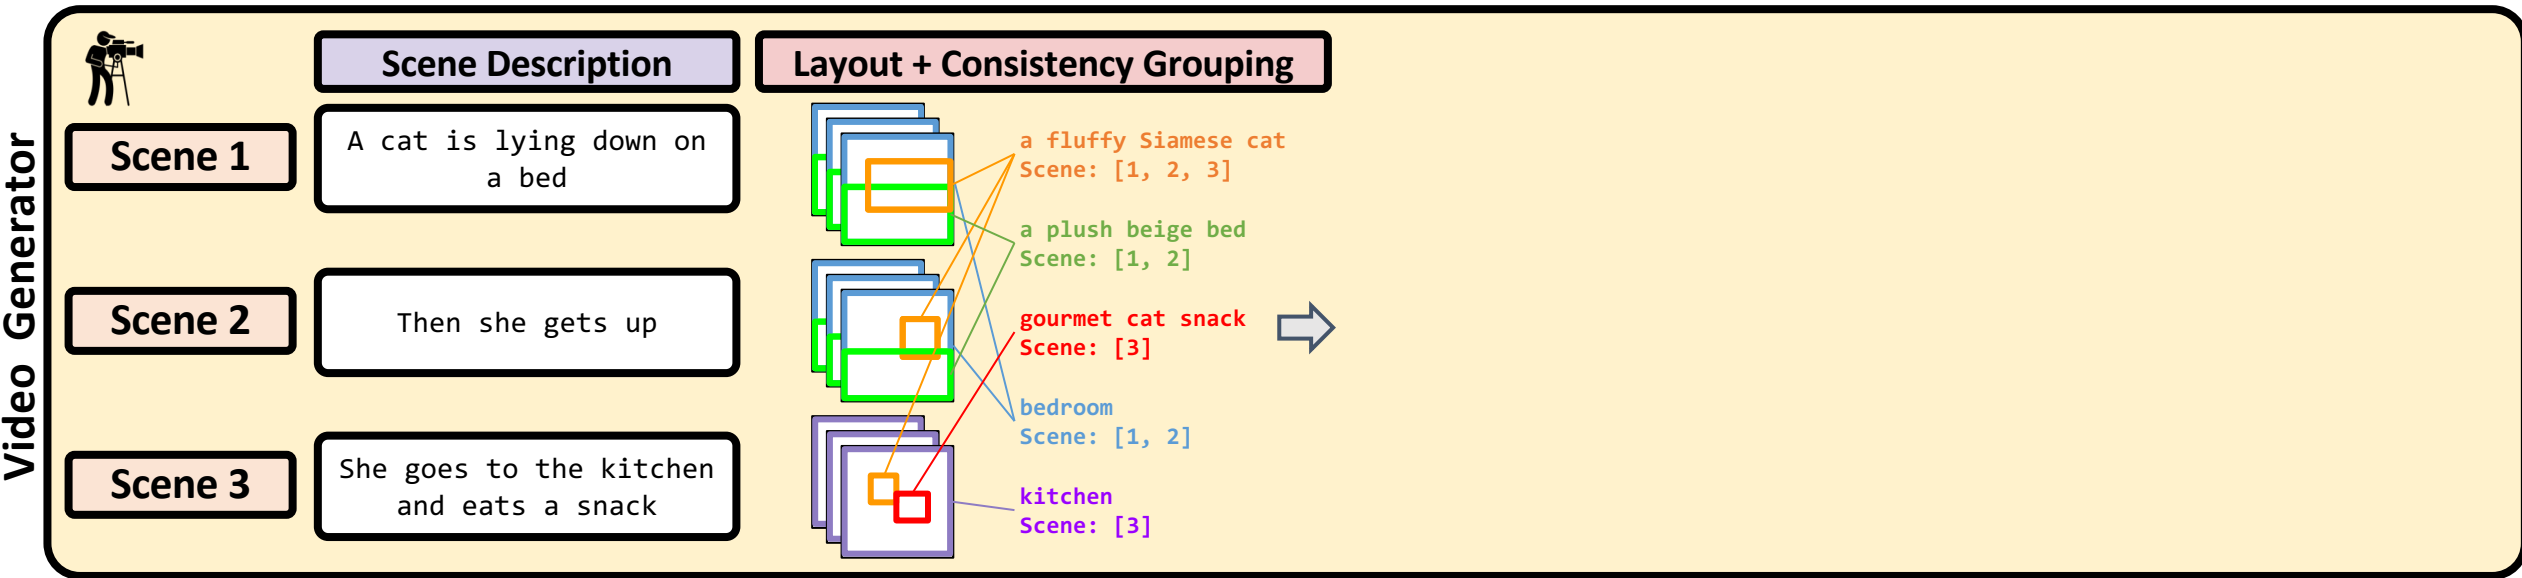 Video Generator
Scene Description
Layout + Consistency Grouping
Scene 1
A cat is lying down on
a bed
a fluffy Siamese cat
Scene: [1, 2, 3]
a plush beige bed
Scene: [1, 2]
Scene 2
Then she gets up
gourmet cat snack
Scene: [3]
bedroom
Scene: [1, 2]
Scene 3
She goes to the kitchen
and eats a snack
kitchen
Scene: [3]